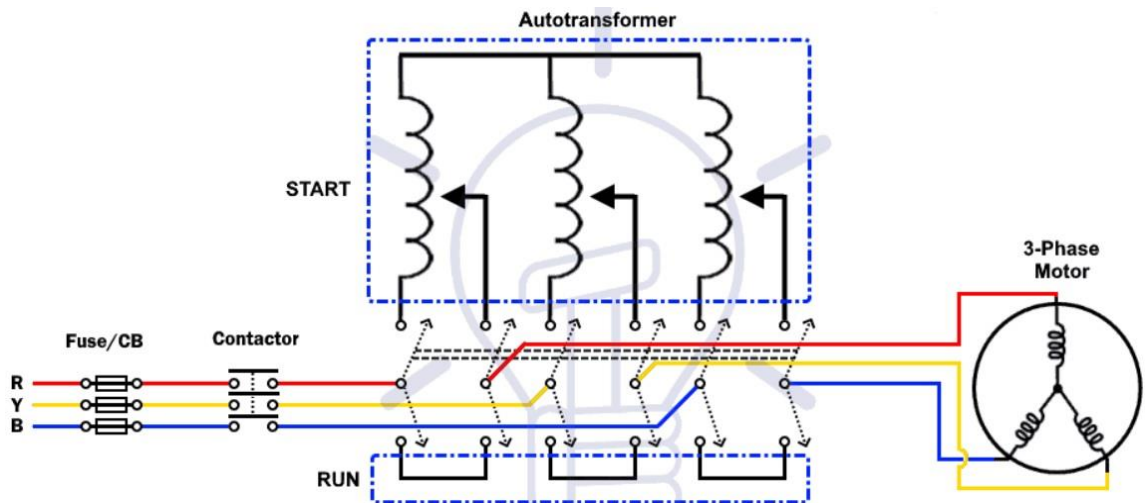 Autotransformer
START
3-Phase
Motor
Fuse/CB
Contactor
R
Y
B
RUN